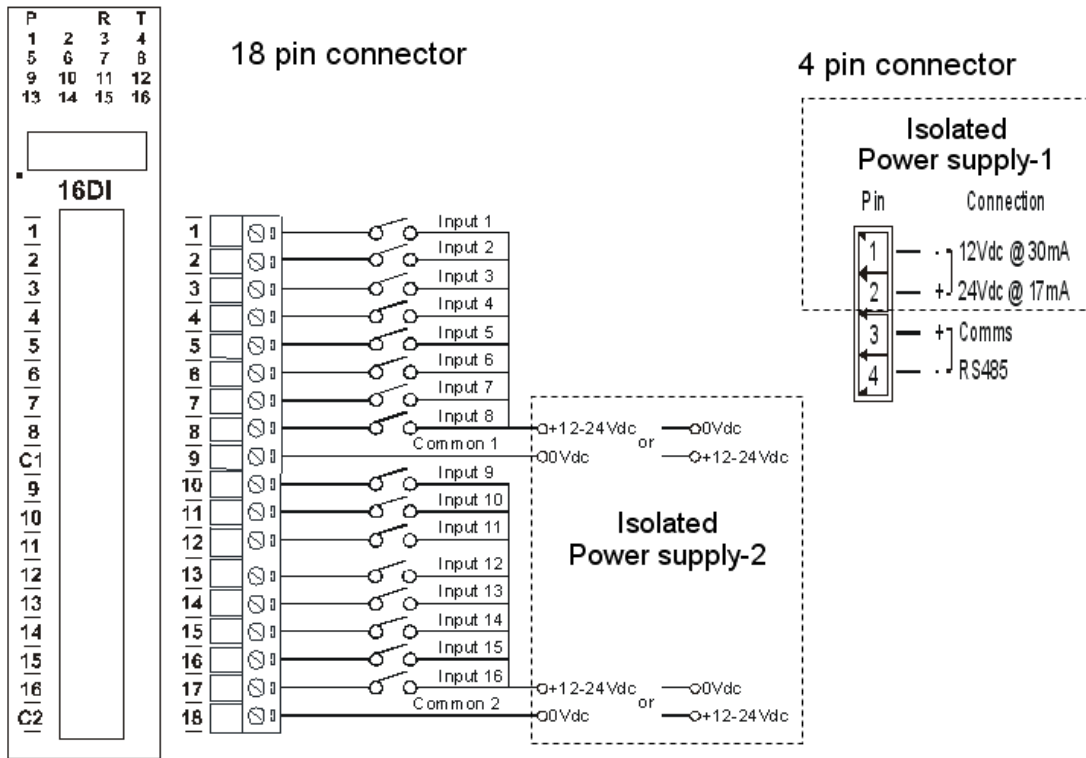 P R T
1 2 3 4
5 6 7 8
9 10 11 12
13 14 15 16
16DI
1
2
3
4
5
6
7
8
C1
9
10
11
12
13
14
15
16
C2
18 pin connector
1 Input 1
2 Input 2
3 Input 3
4 Input 4
5 Input 5
6 Input 6
7 Input 7
8 Input 8 +12-24Vdc or 0Vdc
9 Common 1 0Vdc +12-24Vdc
10 Input 9
11 Input 10
12 Input 11
13 Input 12
14 Input 13
15 Input 14
16 Input 15
17 Input 16 +12-24Vdc or 0Vdc
18 Common 2 0Vdc +12-24Vdc
Isolated
Power supply-2
4 pin connector
Isolated
Power supply-1
Pin Connection
1 - 12Vdc @ 30mA
2 + 24Vdc @ 17mA
3 + Comms
4 - RS485